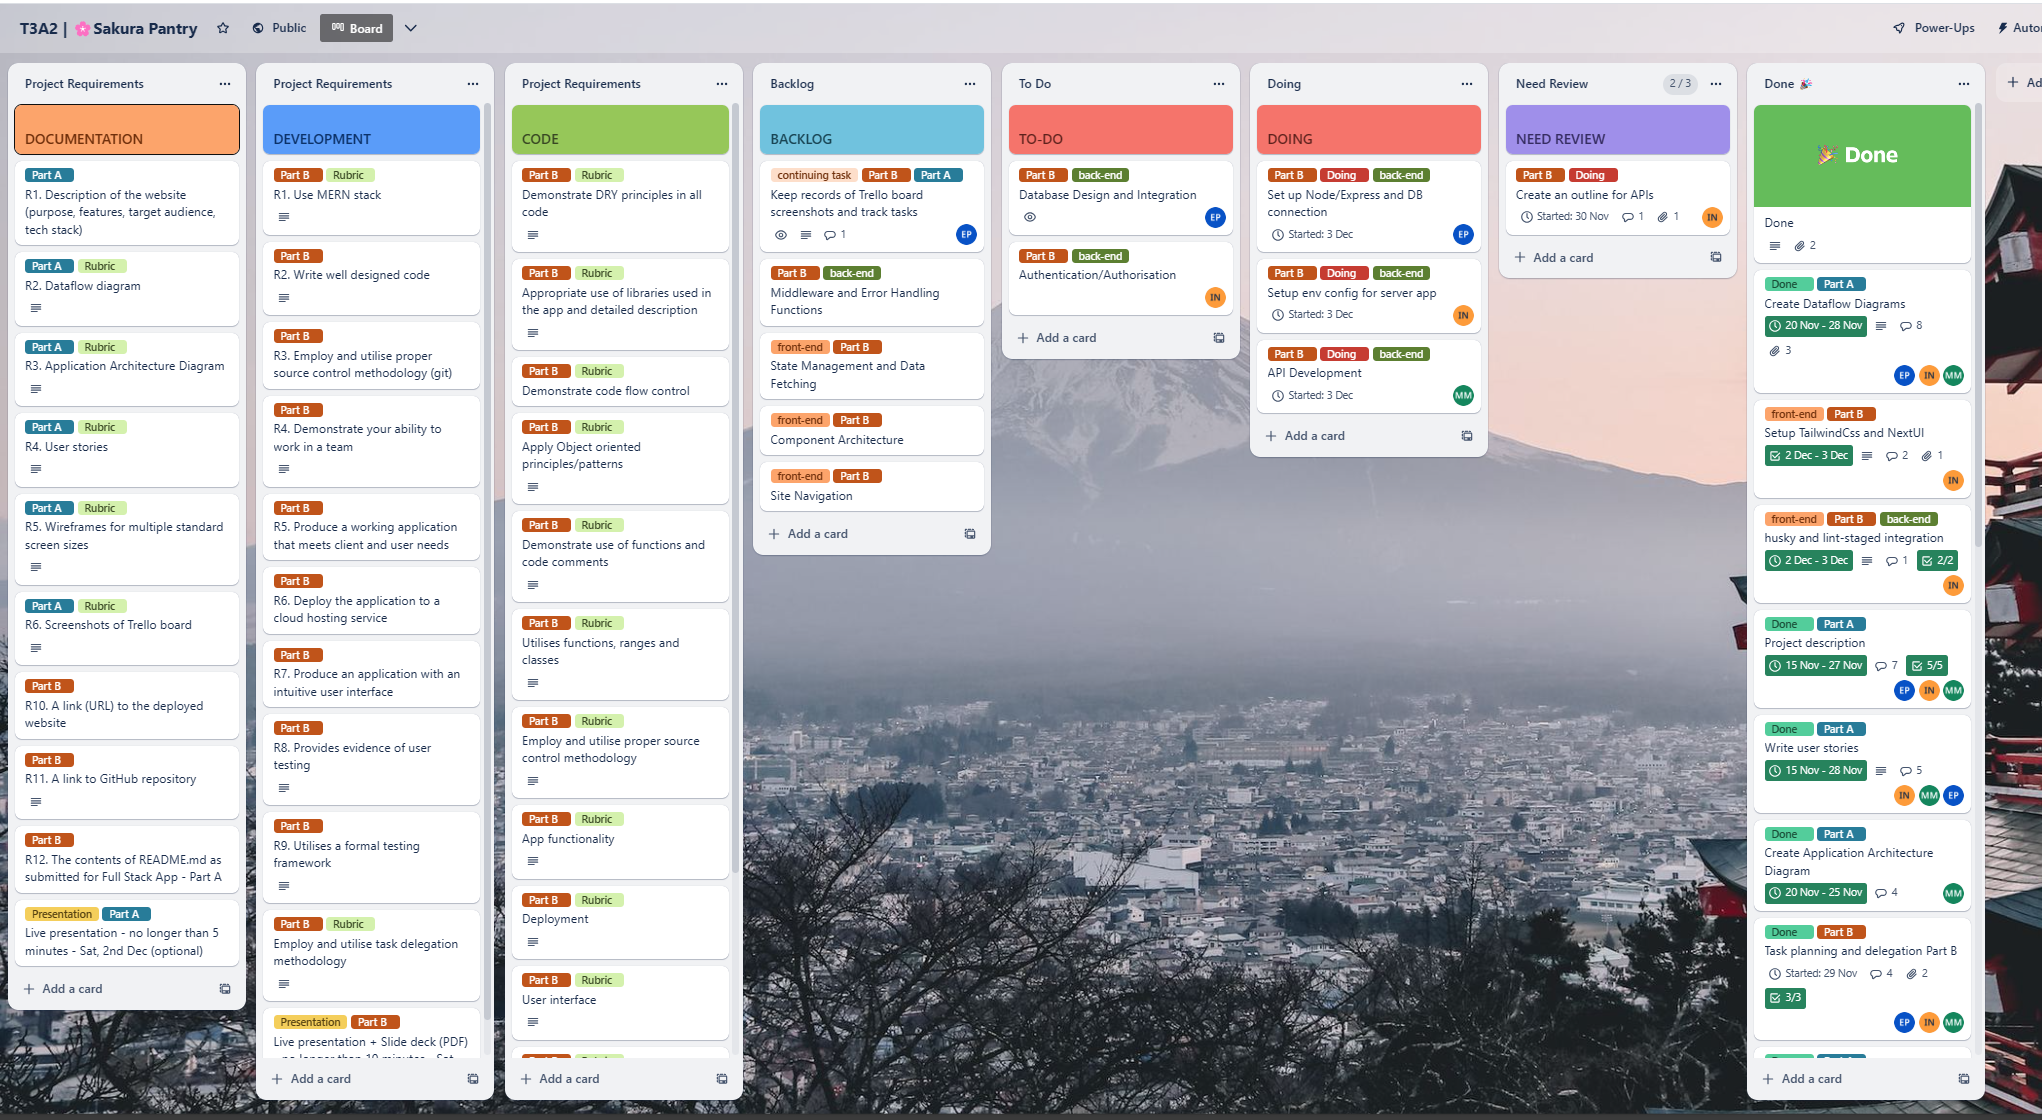 T3A2 | 🌸Sakura Pantry
Public
Board
Power-Ups
Project Requirements
DOCUMENTATION
Part A
R1. Description of the website
(purpose, features, target audience,
tech stack)
Part A Rubric
R2. Dataflow diagram
Part A Rubric
R3. Application Architecture Diagram
Part A Rubric
R4. User stories
Part A Rubric
R5. Wireframes for multiple standard
screen sizes
Part A Rubric
R6. Screenshots of Trello board
Part B
R10. A link (URL) to the deployed
website
Part B
R11. A link to GitHub repository
Part B
R12. The contents of README.md as
submitted for Full Stack App - Part A
Presentation Part A
Live presentation - no longer than 5
minutes - Sat, 2nd Dec (optional)
+ Add a card
Project Requirements
DEVELOPMENT
Part B Rubric
R1. Use MERN stack
Part B
R2. Write well designed code
Part B
R3. Employ and utilise proper
source control methodology (git)
Part B
R4. Demonstrate your ability to
work in a team
Part B
R5. Produce a working application
that meets client and user needs
Part B
R6. Deploy the application to a
cloud hosting service
Part B
R7. Produce an application with an
intuitive user interface
Part B
R8. Provides evidence of user
testing
Part B
R9. Utilises a formal testing
framework
Part B Rubric
Employ and utilise task delegation
methodology
Presentation Part B
Live presentation + Slide deck (PDF)
- no longer than 10 minutes - Sat,
+ Add a card
Project Requirements
CODE
Part B Rubric
Demonstrate DRY principles in all
code
Part B Rubric
Appropriate use of libraries used in
the app and detailed description
Part B Rubric
Demonstrate code flow control
Part B Rubric
Apply Object oriented
principles/patterns
Part B Rubric
Demonstrate use of functions and
code comments
Part B Rubric
Utilises functions, ranges and
classes
Part B Rubric
Employ and utilise proper source
control methodology
Part B Rubric
App functionality
Part B Rubric
Deployment
Part B Rubric
User interface
+ Add a card
Backlog
BACKLOG
continuing task Part B Part A
Keep records of Trello board
screenshots and track tasks
1 EP
Part B back-end
Middleware and Error Handling
Functions
front-end Part B
State Management and Data
Fetching
front-end Part B
Component Architecture
front-end Part B
Site Navigation
+ Add a card
To Do
TO-DO
Part B back-end
Database Design and Integration
EP
Part B back-end
Authentication/Authorisation
IN
+ Add a card
Doing
DOING
Part B Doing back-end
Set up Node/Express and DB
connection
Started: 3 Dec EP
Part B Doing back-end
Setup env config for server app
Started: 3 Dec IN
Part B Doing back-end
API Development
Started: 3 Dec MM
+ Add a card
Need Review 2 / 3
NEED REVIEW
Part B Doing
Create an outline for APIs
Started: 30 Nov 1 1 IN
+ Add a card
Done 🎉
🎉 Done
Done
2
Done Part A
Create Dataflow Diagrams
20 Nov - 28 Nov 8
3
EP IN MM
front-end Part B
Setup TailwindCss and NextUI
2 Dec - 3 Dec 2 1
IN
front-end Part B back-end
husky and lint-staged integration
2 Dec - 3 Dec 1 2/2
IN
Done Part A
Project description
15 Nov - 27 Nov 7 5/5
EP IN MM
Done Part A
Write user stories
15 Nov - 28 Nov 5
IN MM EP
Done Part A
Create Application Architecture
Diagram
20 Nov - 25 Nov 4 MM
Done Part B
Task planning and delegation Part B
Started: 29 Nov 4 2
3/3
EP IN MM
+ Add a card